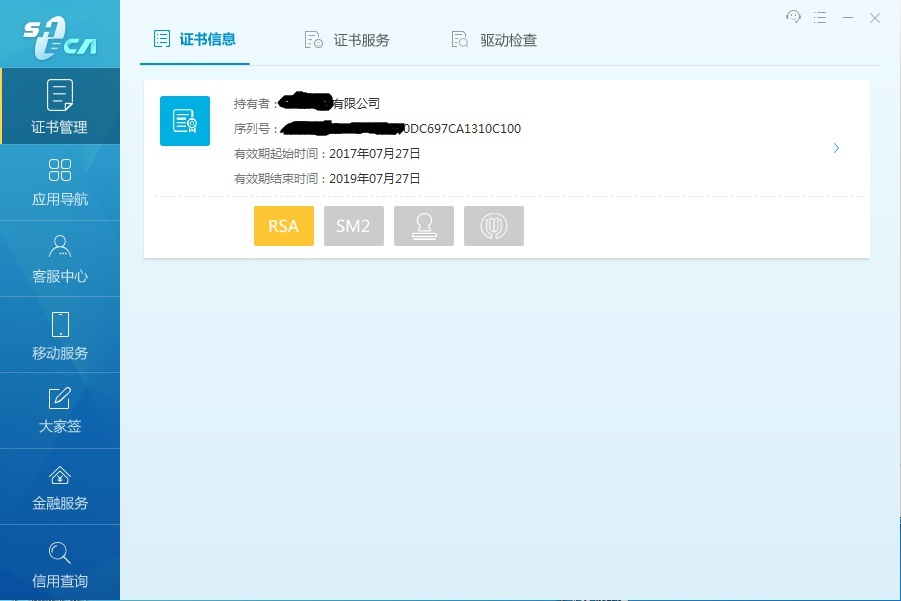 SHECA
证书信息
证书服务
驱动检查
证书管理
应用导航
客服中心
移动服务
大家签
金融服务
信用查询
持有者：有限公司
序列号：0DC697CA1310C100
有效期起始时间：2017年07月27日
有效期结束时间：2019年07月27日
RSA
SM2